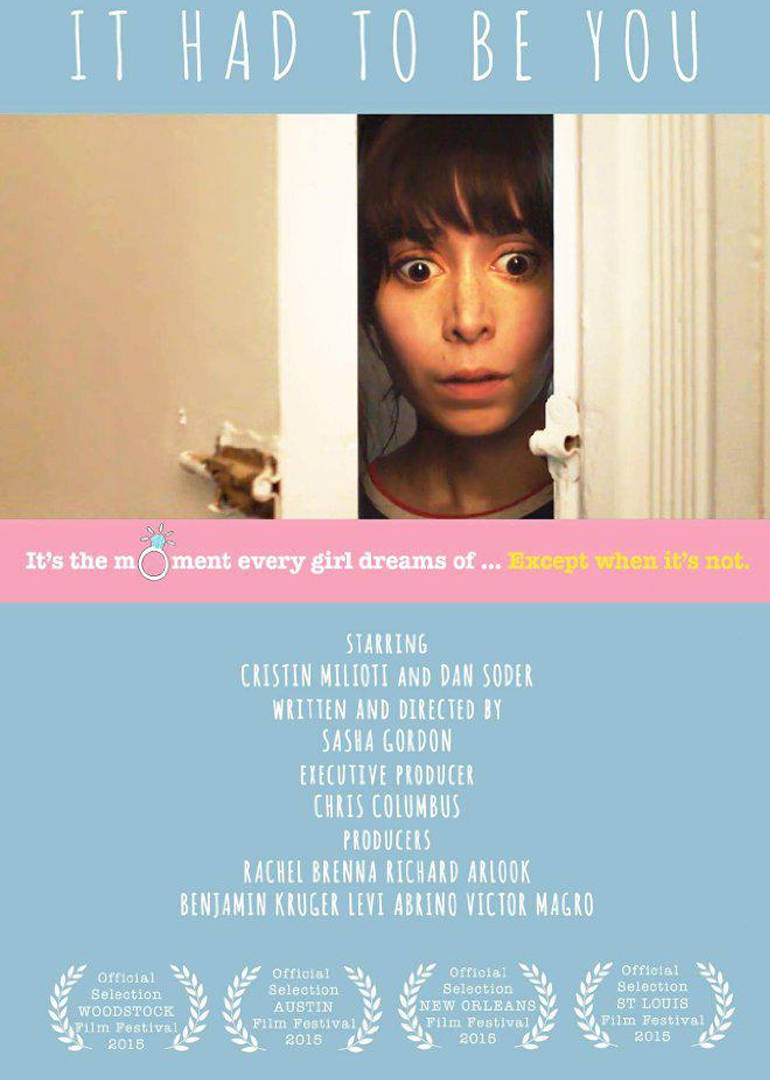 IT HAD TO BE YOU
It's the moment every girl dreams of ... Except when it's not.
STARRING
CRISTIN MILIOTI AND DAN SODER
WRITTEN AND DIRECTED BY
SASHA GORDON
EXECUTIVE PRODUCER
CHRIS COLUMBUS
PRODUCERS
RACHEL BRENNA RICHARD ARLOOK
BENJAMIN KRUGER LEVI ABRINO VICTOR MAGRO
Official
Selection
WOODSTOCK
Film Festival
2015
Official
Selection
AUSTIN
Film Festival
2015
Official
Selection
NEW ORLEANS
Film Festival
2015
Official
Selection
ST LOUIS
Film Festival
2015